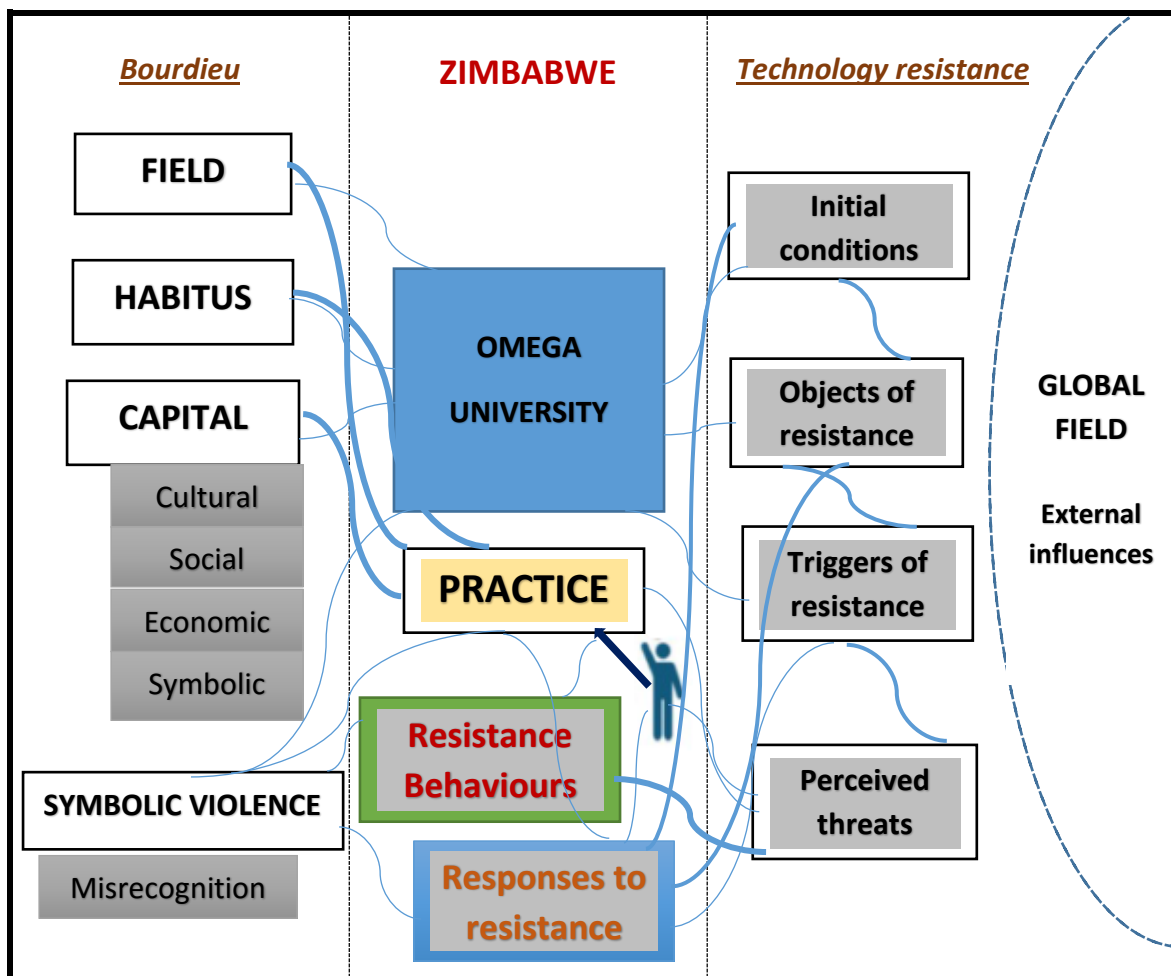 Bourdieu
FIELD
HABITUS
CAPITAL
Cultural
Social
Economic
Symbolic
SYMBOLIC VIOLENCE
Misrecognition
ZIMBABWE
OMEGA
UNIVERSITY
PRACTICE
Resistance
Behaviours
Responses to
resistance
Technology resistance
Initial
conditions
Objects of
resistance
Triggers of
resistance
Perceived
threats
GLOBAL
FIELD
External
influences